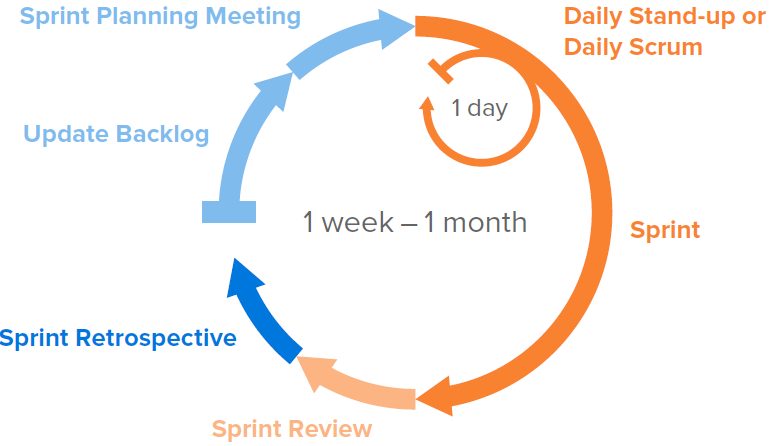 Sprint Planning Meeting
Daily Stand-up or
Daily Scrum
1 day
Update Backlog
1 week – 1 month
Sprint
Sprint Retrospective
Sprint Review